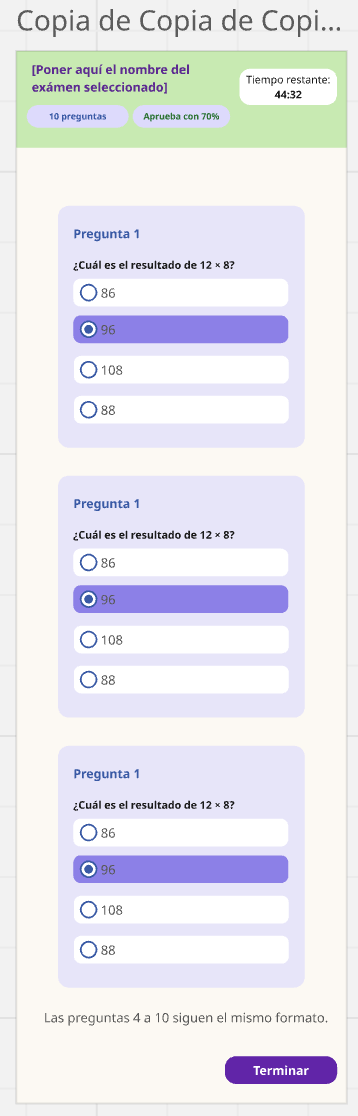 Copia de Copia de Copi...
[Poner aquí el nombre del
exámen seleccionado]
Tiempo restante:
44:32
10 preguntas
Aprueba con 70%
Pregunta 1
¿Cuál es el resultado de 12 × 8?
86
96
108
88
Pregunta 1
¿Cuál es el resultado de 12 × 8?
86
96
108
88
Pregunta 1
¿Cuál es el resultado de 12 × 8?
86
96
108
88
Las preguntas 4 a 10 siguen el mismo formato.
Terminar